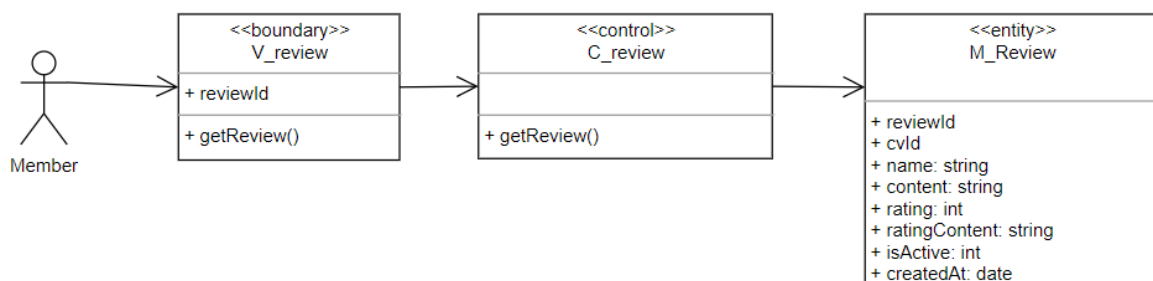 <<boundary>>
V_review
+ reviewId
+ getReview()
<<control>>
C_review
+ getReview()
<<entity>>
M_Review
+ reviewId
+ cvId
+ name: string
+ content: string
+ rating: int
+ ratingContent: string
+ isActive: int
+ createdAt: date
Member